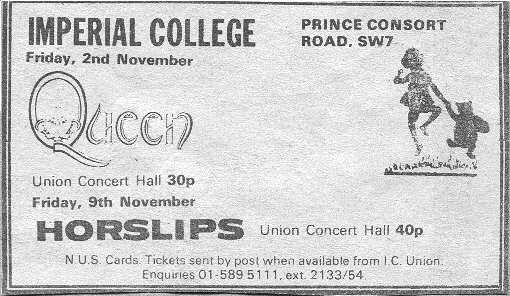 IMPERIAL COLLEGE
PRINCE CONSORT
ROAD, SW7
Friday, 2nd November
Queen
Union Concert Hall 30p
Friday, 9th November
HORSLIPS Union Concert Hall 40p
N U.S. Cards. Tickets sent by post when available from I.C. Union.
Enquiries 01-589 5111, ext. 2133/54